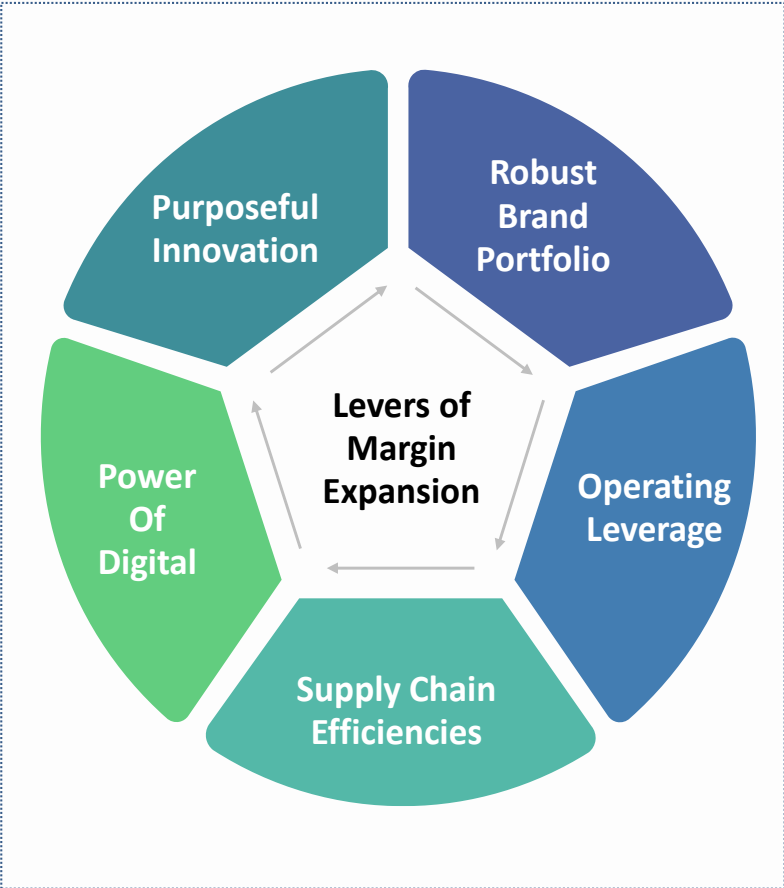 Robust
Brand
Portfolio
Operating
Leverage
Supply Chain
Efficiencies
Power
Of
Digital
Purposeful
Innovation
Levers of
Margin
Expansion